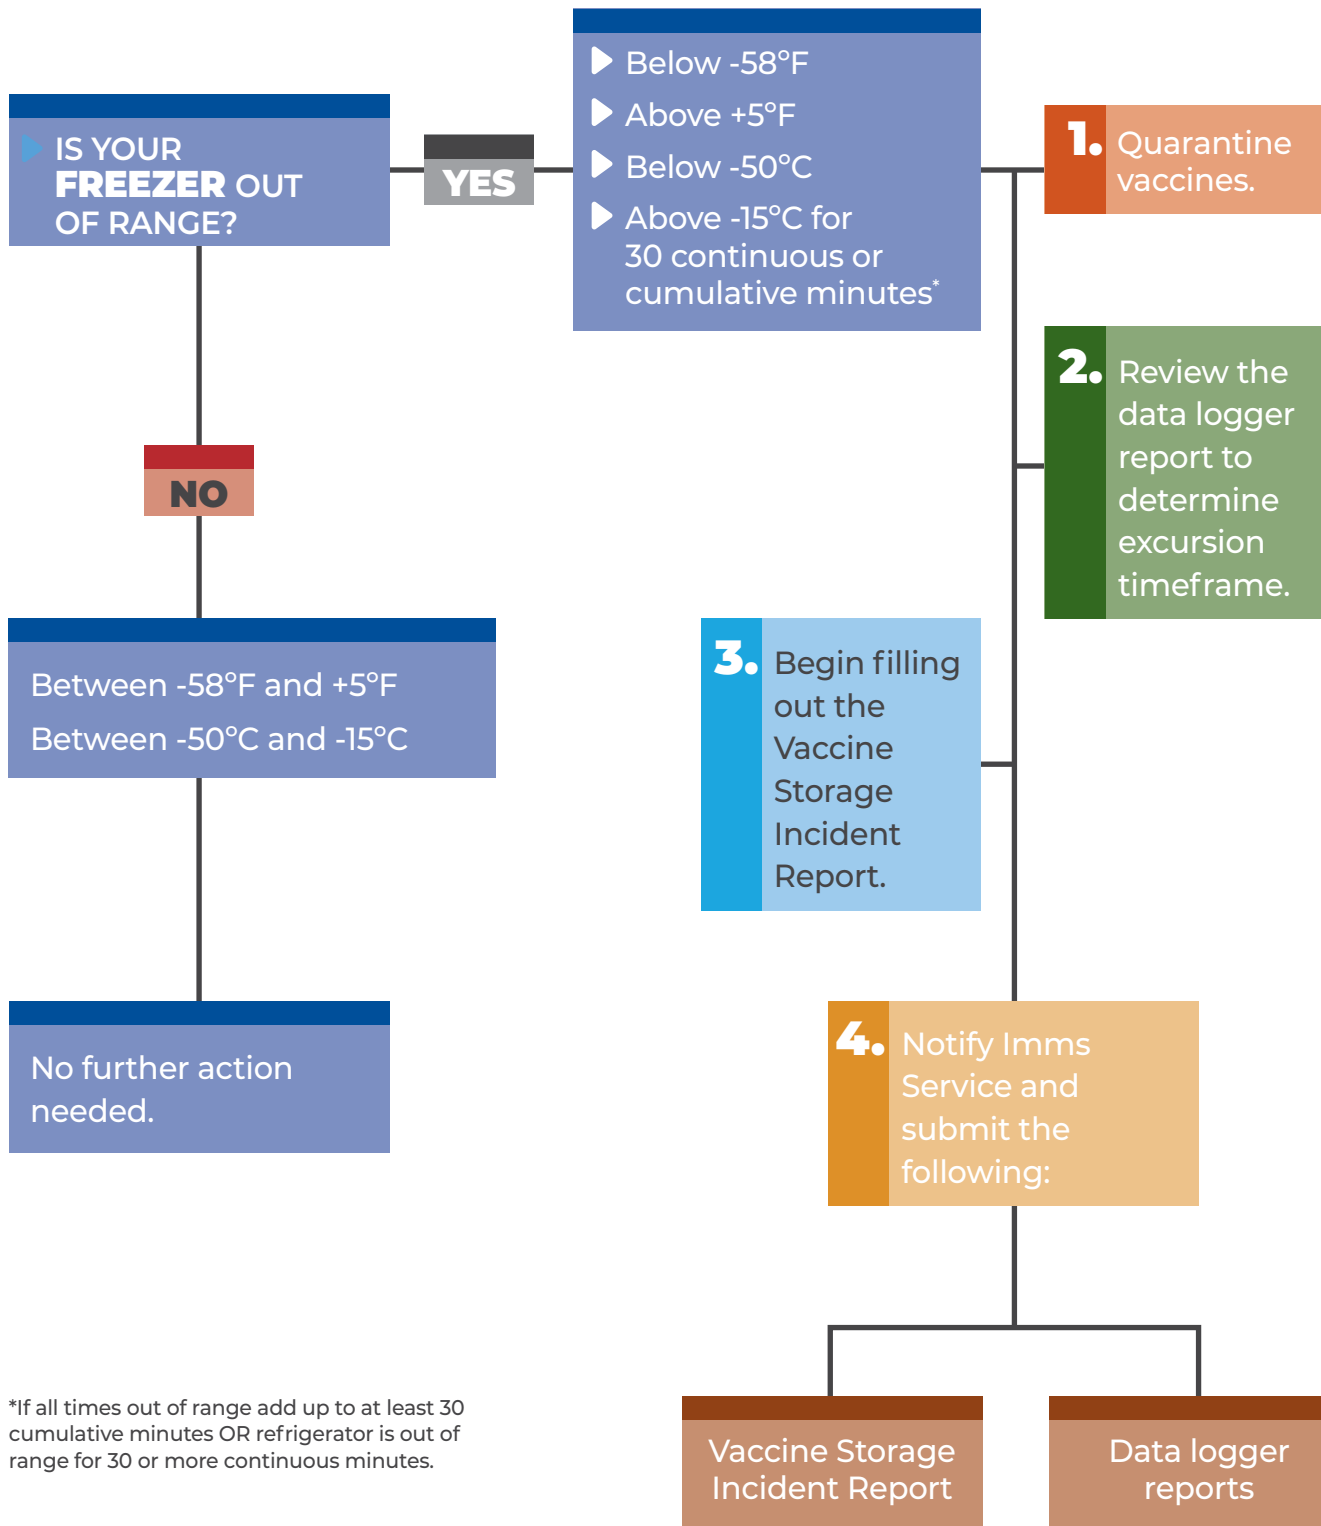 IS YOUR
FREEZER OUT
OF RANGE?
YES
Below -58°F
Above +5°F
Below -50°C
Above -15°C for
30 continuous or
cumulative minutes*
1. Quarantine
vaccines.
2. Review the
data logger
report to
determine
excursion
timeframe.
3. Begin filling
out the
Vaccine
Storage
Incident
Report.
4. Notify Imms
Service and
submit the
following:
Vaccine Storage
Incident Report
Data logger
reports
NO
Between -58°F and +5°F
Between -50°C and -15°C
No further action
needed.
*If all times out of range add up to at least 30
cumulative minutes OR refrigerator is out of
range for 30 or more continuous minutes.